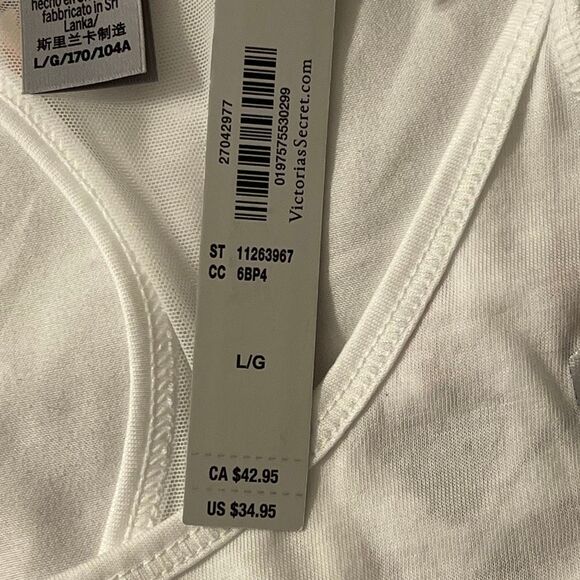 hecho en
fabbricato in Sri
Lanka/
斯里兰卡制造
L/G/170/104A
27042977
0197575530299
VictoriasSecret.com
ST 11263967
CC 6BP4
L/G
CA $42.95
US $34.95